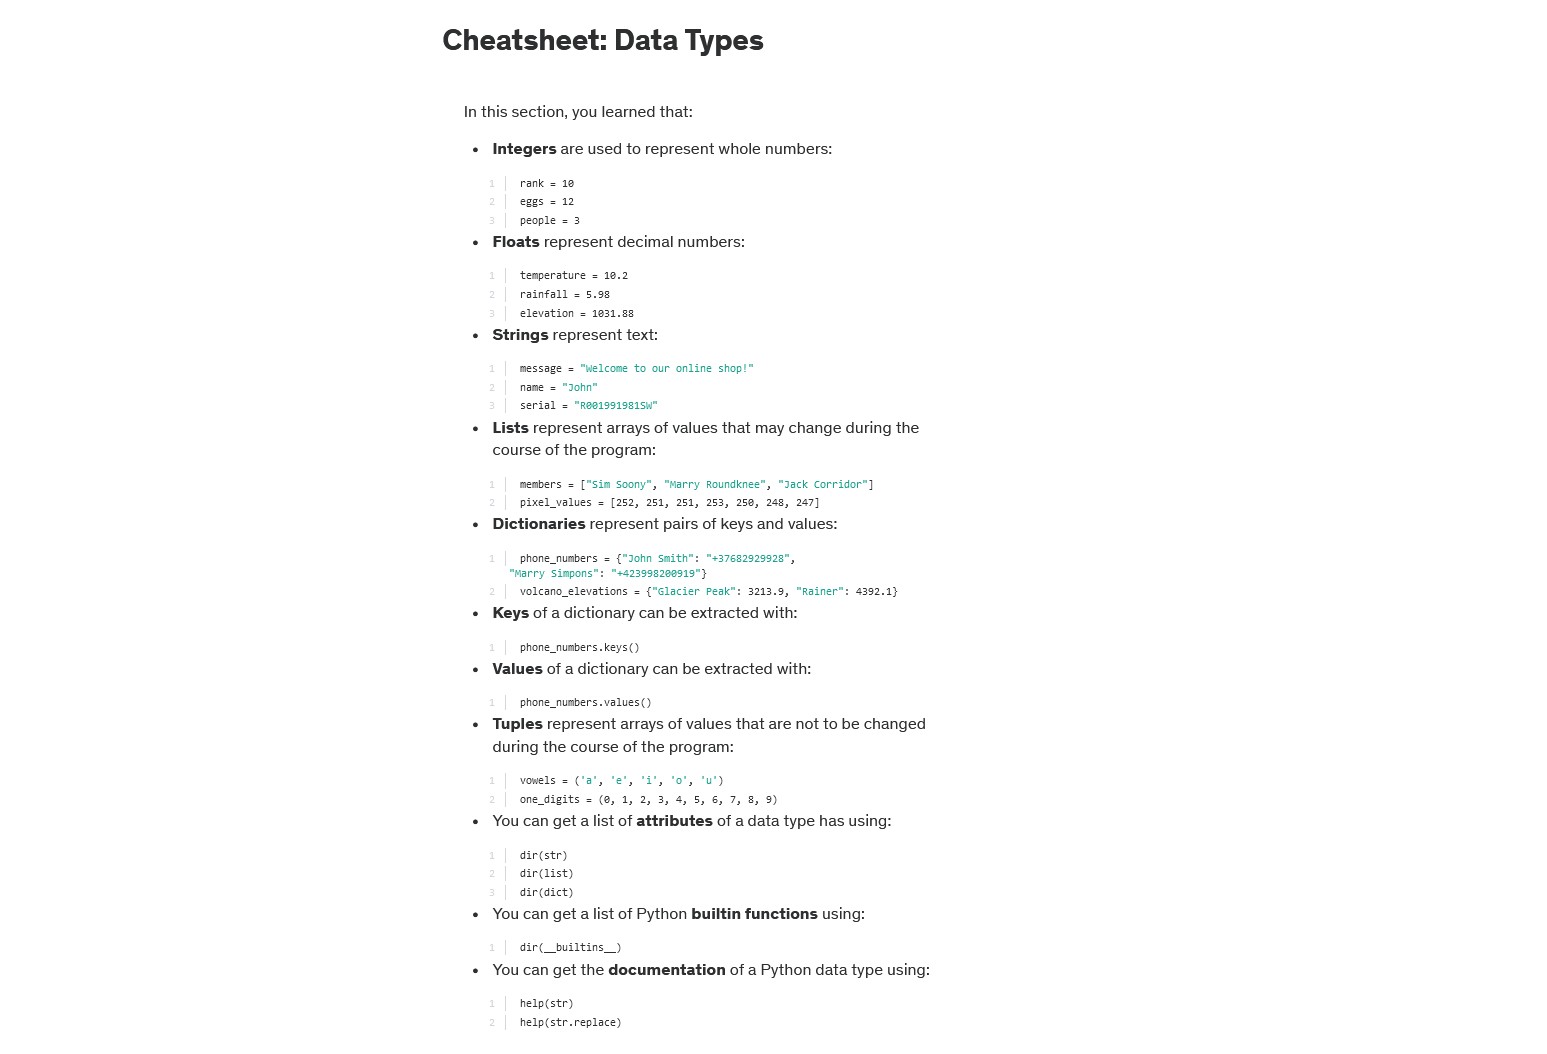 Cheatsheet: Data Types
In this section, you learned that:
• Integers are used to represent whole numbers:
1 rank = 10
2 eggs = 12
3 people = 3
• Floats represent decimal numbers:
1 temperature = 10.2
2 rainfall = 5.98
3 elevation = 1031.88
• Strings represent text:
1 message = "Welcome to our online shop!"
2 name = "John"
3 serial = "R001991981SW"
• Lists represent arrays of values that may change during the
course of the program:
1 members = ["Sim Soony", "Marry Roundknee", "Jack Corridor"]
2 pixel_values = [252, 251, 251, 253, 250, 248, 247]
• Dictionaries represent pairs of keys and values:
1 phone_numbers = {"John Smith": "+37682929928",
"Marry Simpons": "+423998200919"}
2 volcano_elevations = {"Glacier Peak": 3213.9, "Rainer": 4392.1}
• Keys of a dictionary can be extracted with:
1 phone_numbers.keys()
• Values of a dictionary can be extracted with:
1 phone_numbers.values()
• Tuples represent arrays of values that are not to be changed
during the course of the program:
1 vowels = ('a', 'e', 'i', 'o', 'u')
2 one_digits = (0, 1, 2, 3, 4, 5, 6, 7, 8, 9)
• You can get a list of attributes of a data type has using:
1 dir(str)
2 dir(list)
3 dir(dict)
• You can get a list of Python builtin functions using:
1 dir(__builtins__)
• You can get the documentation of a Python data type using:
1 help(str)
2 help(str.replace)